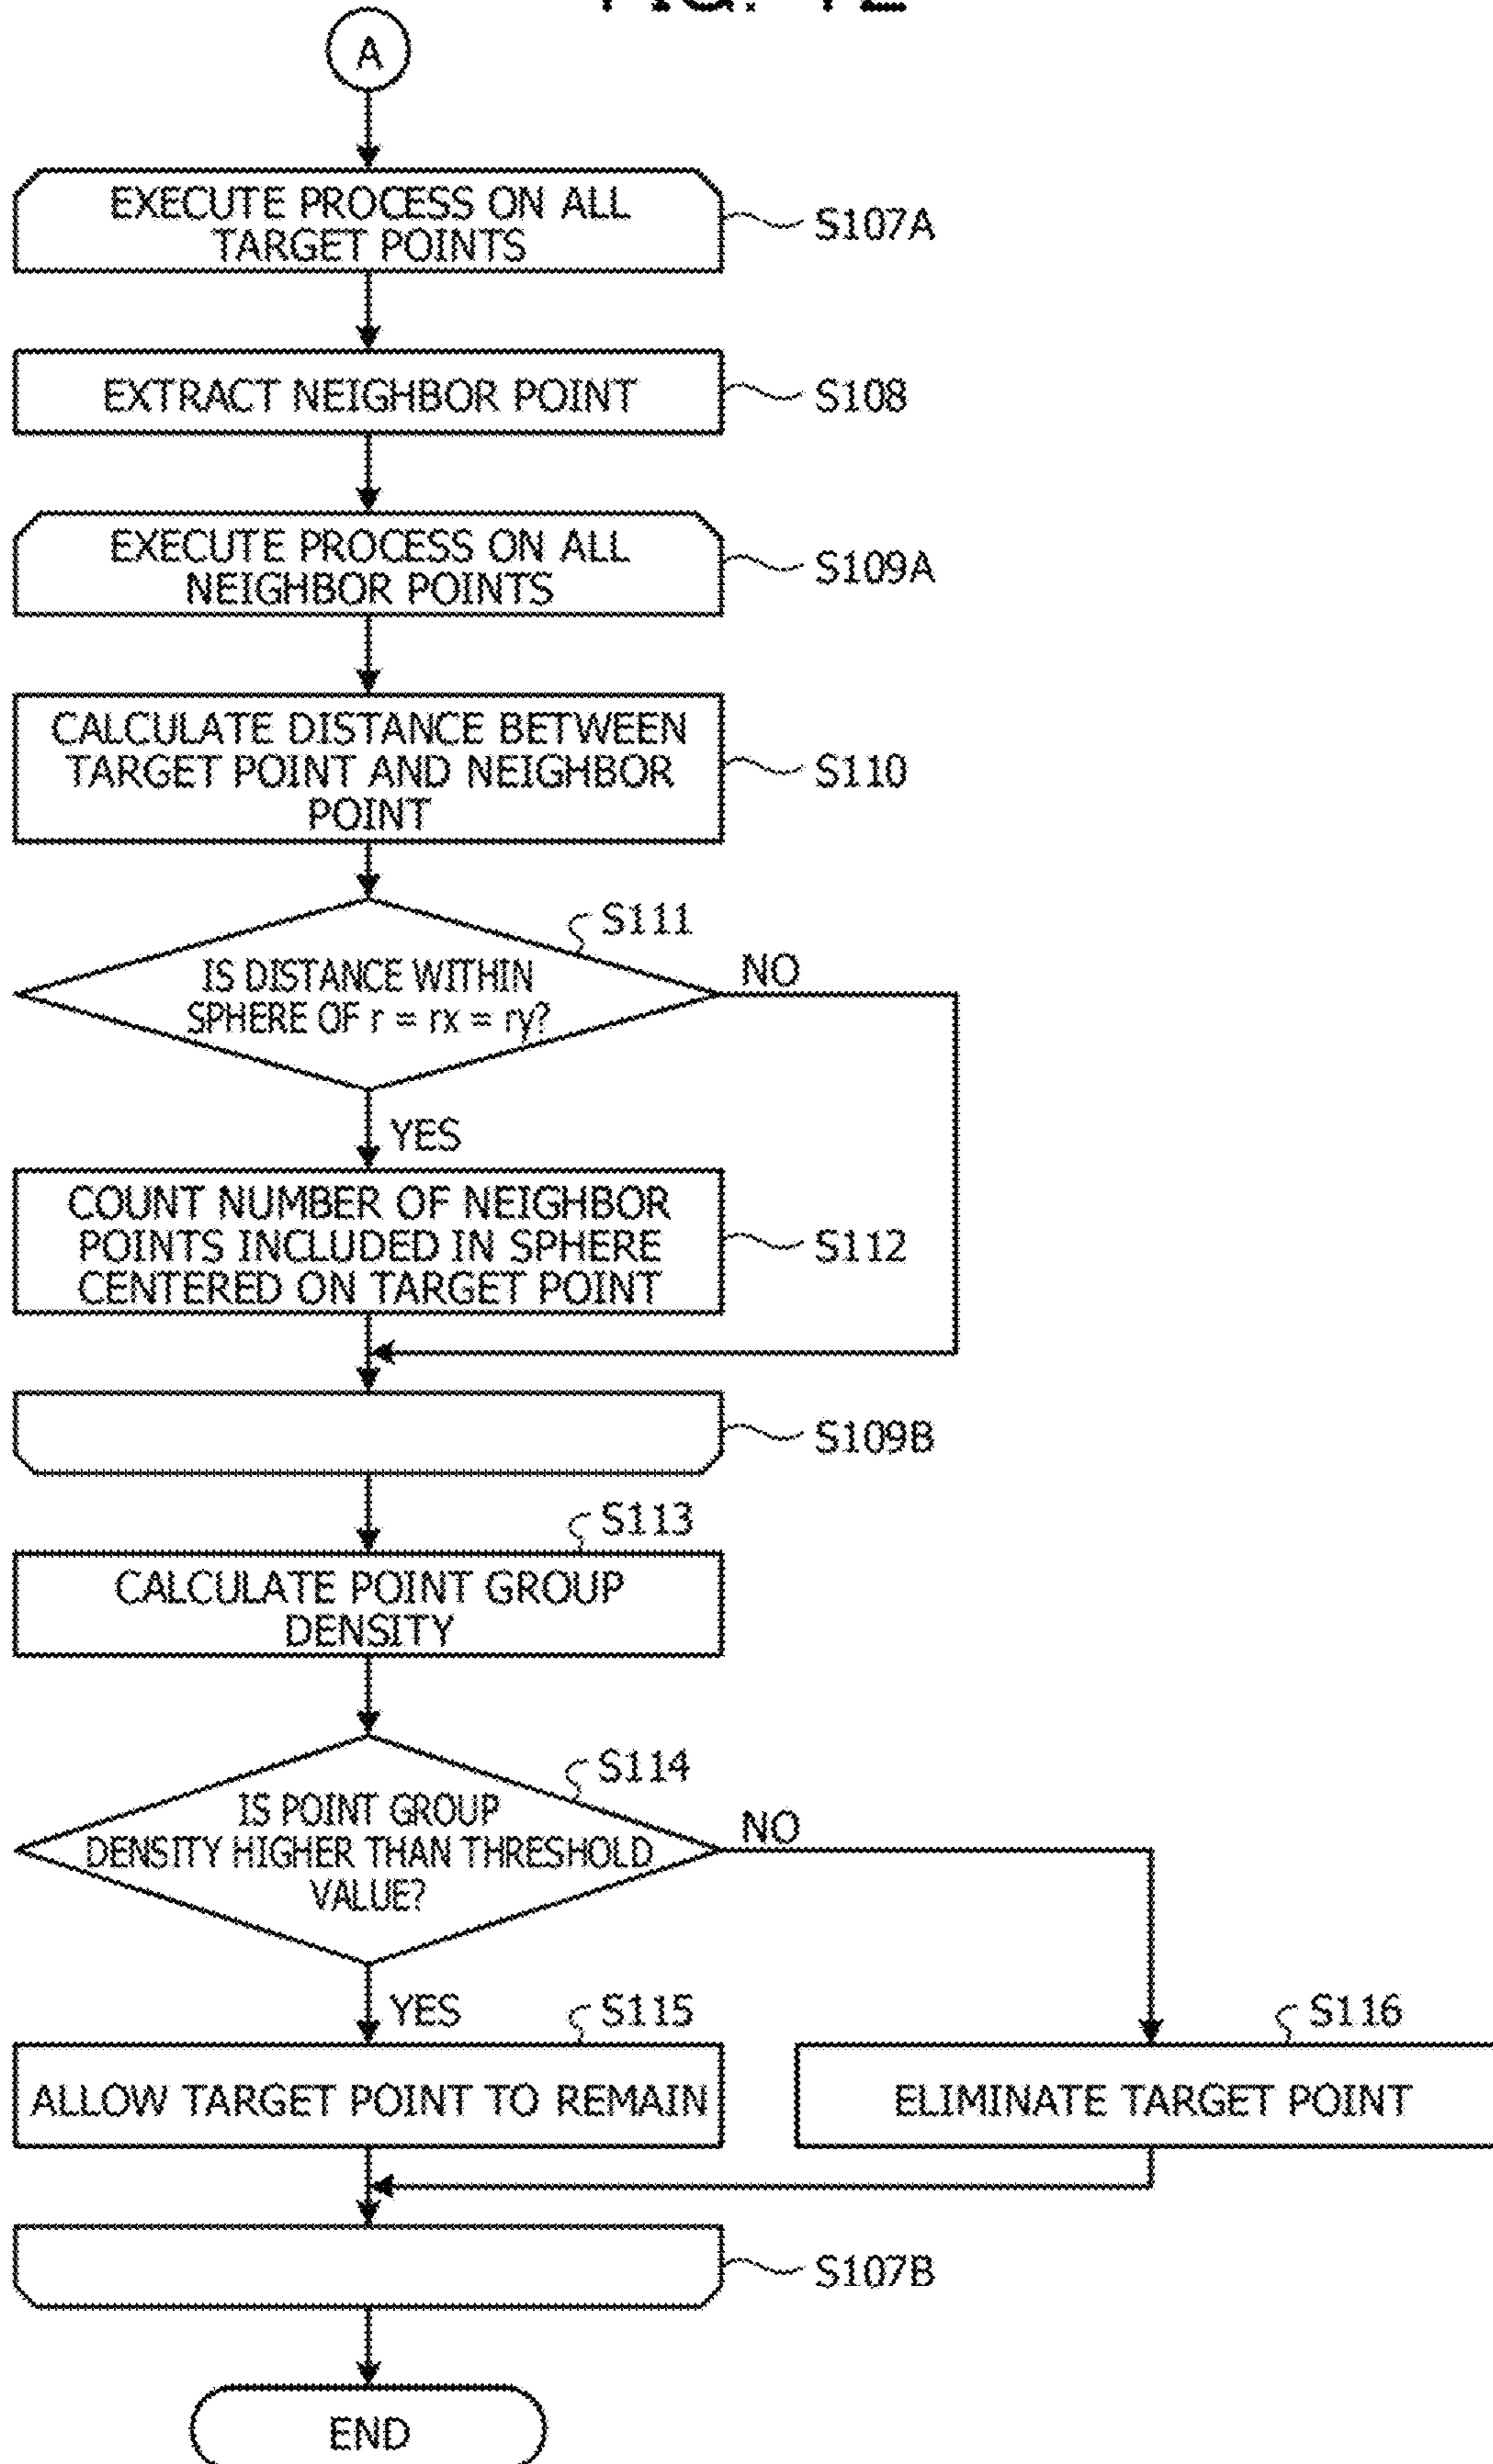 A
EXECUTE PROCESS ON ALL
TARGET POINTS
S107A
EXTRACT NEIGHBOR POINT
S108
EXECUTE PROCESS ON ALL
NEIGHBOR POINTS
S109A
CALCULATE DISTANCE BETWEEN
TARGET POINT AND NEIGHBOR
POINT
S110
S111
IS DISTANCE WITHIN
SPHERE OF r = rx = ry?
NO
YES
COUNT NUMBER OF NEIGHBOR
POINTS INCLUDED IN SPHERE
CENTERED ON TARGET POINT
S112
S109B
S113
CALCULATE POINT GROUP
DENSITY
S114
IS POINT GROUP
DENSITY HIGHER THAN THRESHOLD
VALUE?
NO
YES
S115
S116
ALLOW TARGET POINT TO REMAIN
ELIMINATE TARGET POINT
S107B
END